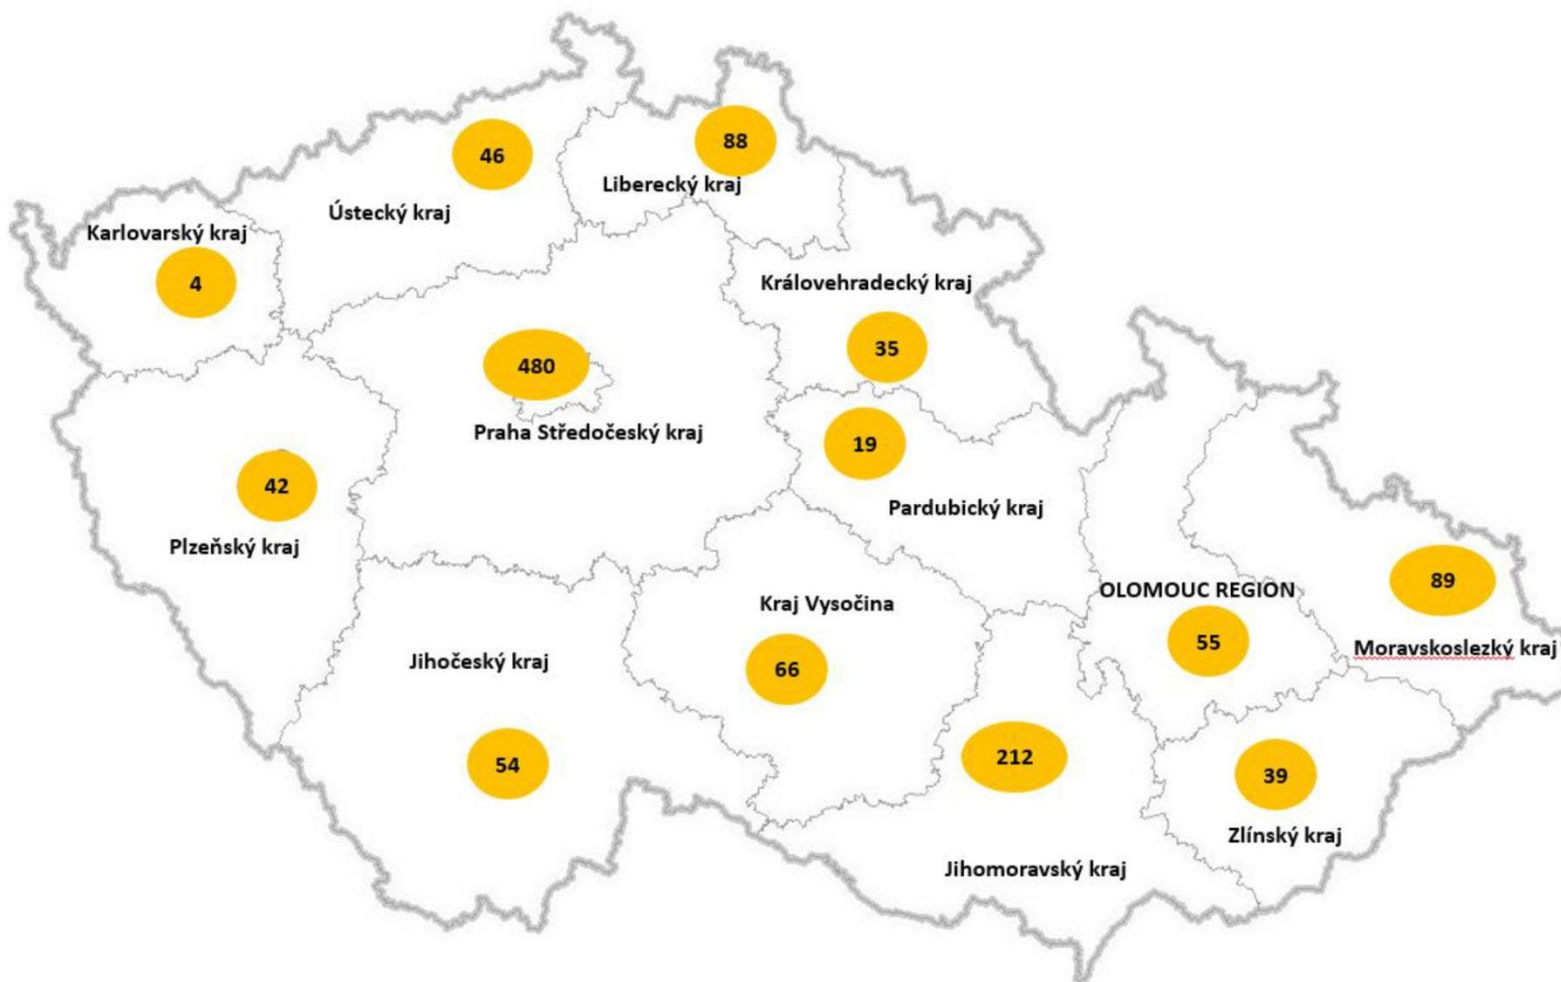 88
46
Liberecký kraj
Ústecký kraj
Karlovarský kraj
4
Královehradecký kraj
35
480
Praha Středočeský kraj
19
42
Pardubický kraj
Plzeňský kraj
89
OLOMOUC REGION
Kraj Vysočina
55
Moravskoslezký kraj
Jihočeský kraj
66
212
54
39
Zlínský kraj
Jihomoravský kraj